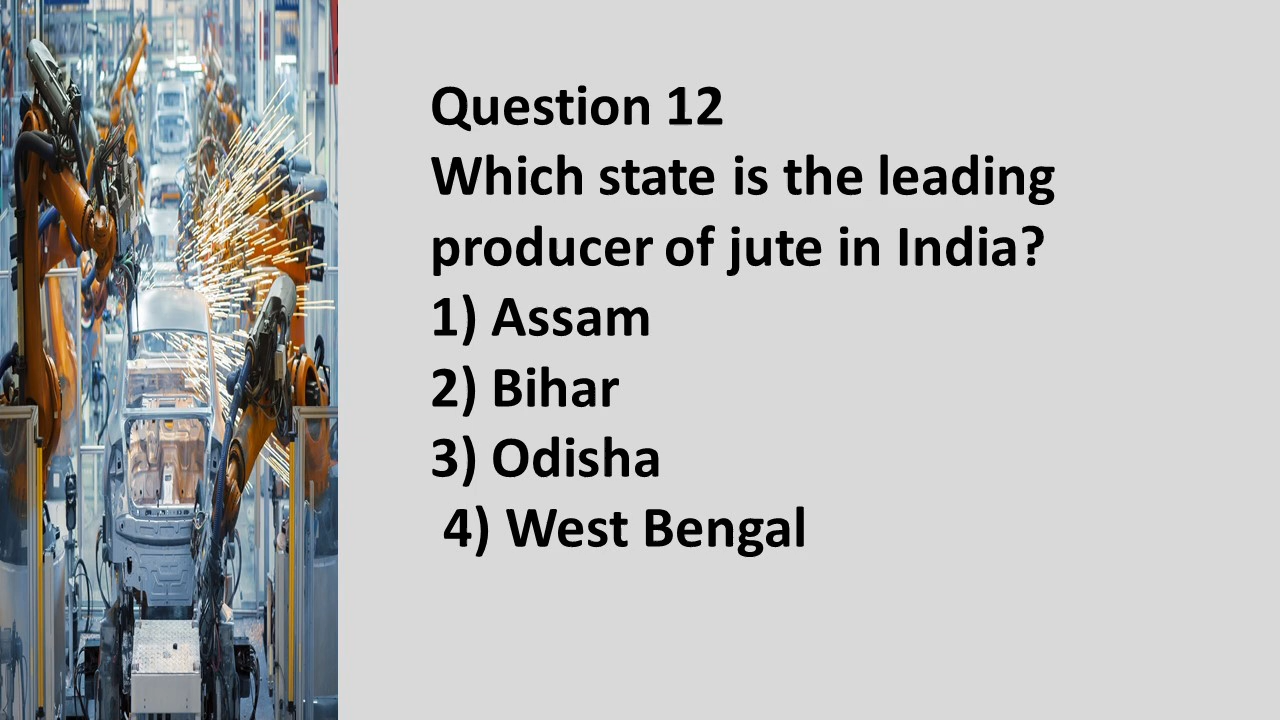 Question 12
Which state is the leading
producer of jute in India?
1) Assam
2) Bihar
3) Odisha
4) West Bengal